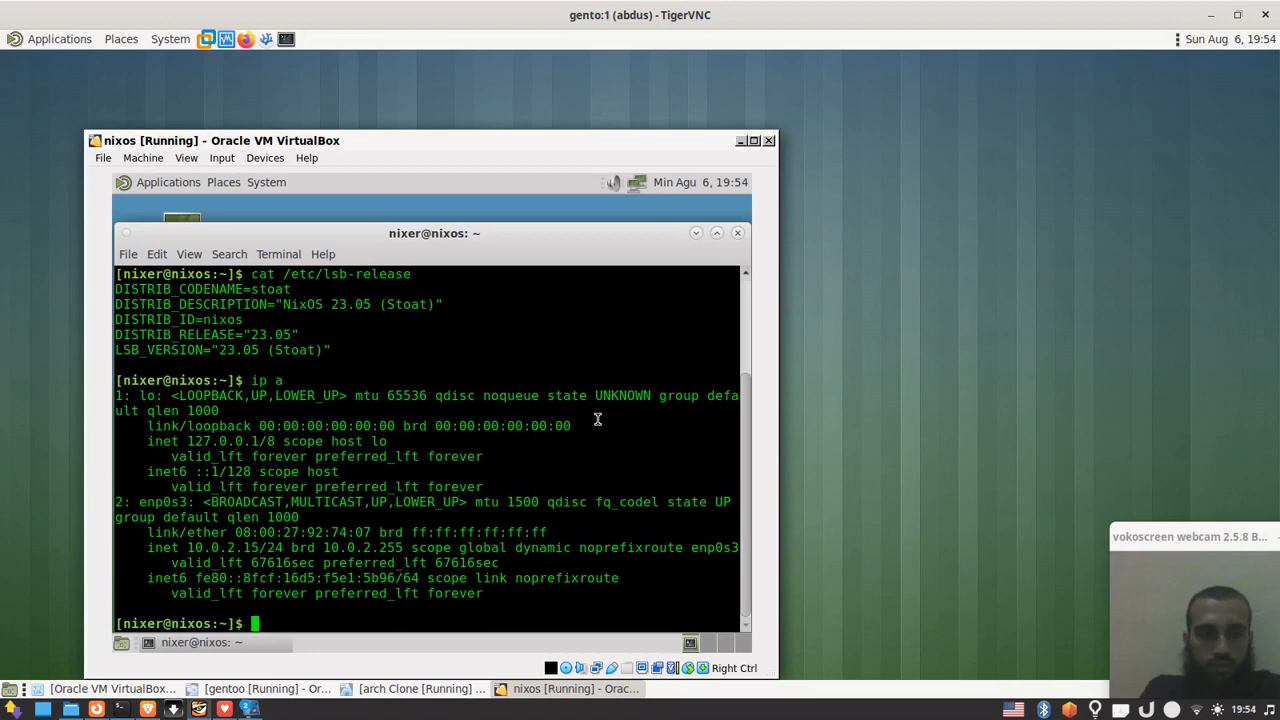 gento:1 (abdus) - TigerVNC
Applications Places System
Sun Aug 6, 19:54
nixos [Running] - Oracle VM VirtualBox
File Machine View Input Devices Help
Applications Places System
Min Agu 6, 19:54
nixer@nixos: ~
File Edit View Search Terminal Help
[nixer@nixos:~]$ cat /etc/lsb-release
DISTRIB_CODENAME=stoat
DISTRIB_DESCRIPTION="NixOS 23.05 (Stoat)"
DISTRIB_ID=nixos
DISTRIB_RELEASE="23.05"
LSB_VERSION="23.05 (Stoat)"
[nixer@nixos:~]$ ip a
1: lo: <LOOPBACK,UP,LOWER_UP> mtu 65536 qdisc noqueue state UNKNOWN group defa
ult qlen 1000
link/loopback 00:00:00:00:00:00 brd 00:00:00:00:00:00
inet 127.0.0.1/8 scope host lo
valid_lft forever preferred_lft forever
inet6 ::1/128 scope host
valid_lft forever preferred_lft forever
2: enp0s3: <BROADCAST,MULTICAST,UP,LOWER_UP> mtu 1500 qdisc fq_codel state UP
group default qlen 1000
link/ether 08:00:27:92:74:07 brd ff:ff:ff:ff:ff:ff
inet 10.0.2.15/24 brd 10.0.2.255 scope global dynamic noprefixroute enp0s3
valid_lft 67616sec preferred_lft 67616sec
inet6 fe80::8fcf:16d5:f5e1:5b96/64 scope link noprefixroute
valid_lft forever preferred_lft forever
[nixer@nixos:~]$
nixer@nixos: ~
Right Ctrl
vokoscreen webcam 2.5.8 B...
[Oracle VM VirtualBox... [gentoo [Running] - Or... [arch Clone [Running] ... nixos [Running] - Orac...
19:54